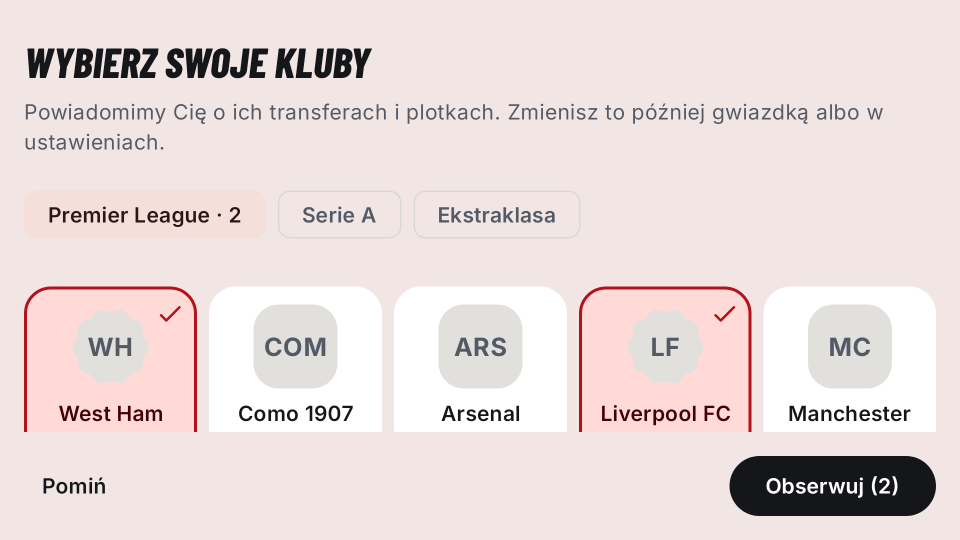 WYBIERZ SWOJE KLUBY
Powiadomimy Cię o ich transferach i plotkach. Zmienisz to później gwiazdką albo w
ustawieniach.
Premier League · 2
Serie A
Ekstraklasa
WH
COM
ARS
LF
MC
West Ham
Como 1907
Arsenal
Liverpool FC
Manchester
Pomiń
Obserwuj (2)